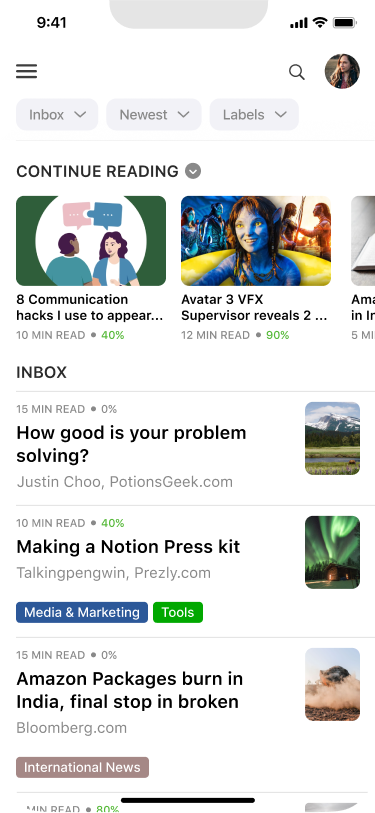 9:41
Inbox Newest Labels
CONTINUE READING
8 Communication
hacks I use to appear...
10 MIN READ • 40%
Avatar 3 VFX
Supervisor reveals 2 ...
12 MIN READ • 90%
Ama
in In
5 MI
INBOX
15 MIN READ • 0%
How good is your problem
solving?
Justin Choo, PotionsGeek.com
10 MIN READ • 40%
Making a Notion Press kit
Talkingpengwin, Prezly.com
Media & Marketing Tools
15 MIN READ • 0%
Amazon Packages burn in
India, final stop in broken
Bloomberg.com
International News
MIN READ • 80%